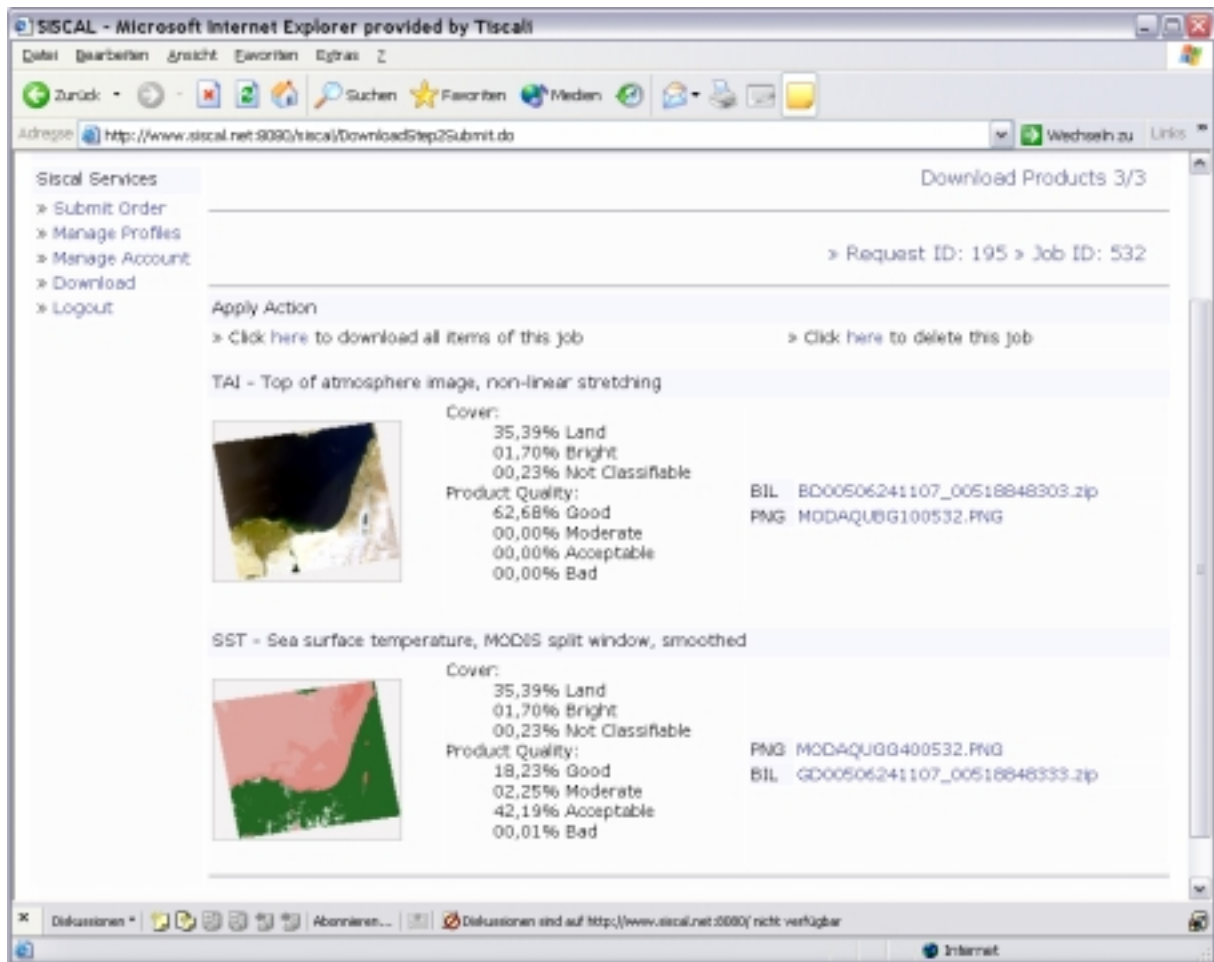 SISCAL - Microsoft Internet Explorer provided by Tiscali
Datei Bearbeiten Ansicht Favoriten Extras ?
Zurück Suchen Favoriten Medien
Adresse http://www.siscal.net:8080/siscal/DownloadStep2Submit.do Wechseln zu Links »
Siscal Services
» Submit Order
» Manage Profiles
» Manage Account
» Download
» Logout
Download Products 3/3
» Request ID: 195 » Job ID: 532
Apply Action
» Click here to download all items of this job » Click here to delete this job
TAI - Top of atmosphere image, non-linear stretching
Cover:
35,39% Land
01,70% Bright
00,23% Not Classifiable
Product Quality:
62,68% Good
00,00% Moderate
00,00% Acceptable
00,00% Bad
BIL BD00506241107_00518848303.zip
PNG MODAQUBG100532.PNG
SST - Sea surface temperature, MODIS split window, smoothed
Cover:
35,39% Land
01,70% Bright
00,23% Not Classifiable
Product Quality:
18,23% Good
02,25% Moderate
42,19% Acceptable
00,01% Bad
PNG MODAQUGG400532.PNG
BIL GD00506241107_00518848333.zip
× Diskussionen Abonnieren... Diskussionen sind auf http://www.siscal.net:8080/ nicht verfügbar
Internet